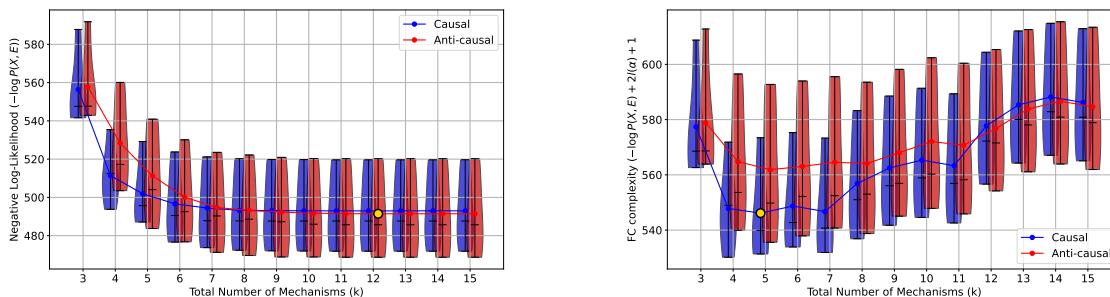 Negative Log-Likelihood (−log P(X, E))
580
560
540
520
500
480
3 4 5 6 7 8 9 10 11 12 13 14 15
Total Number of Mechanisms (k)
Causal
Anti-causal
FC complexity (−log P(X, E) + 2l(α) + 1
600
580
560
540
3 4 5 6 7 8 9 10 11 12 13 14 15
Total Number of Mechanisms (k)
Causal
Anti-causal